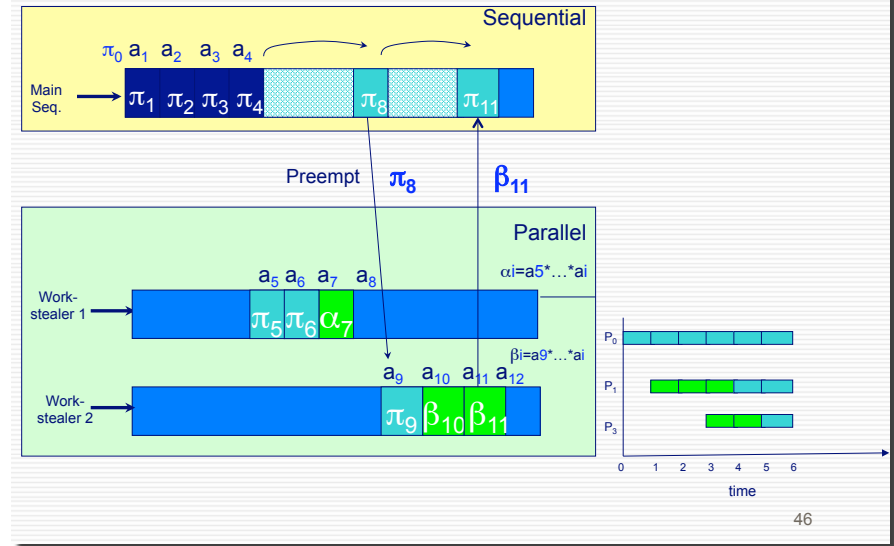 Sequential
π0 a1 a2 a3 a4
Main
Seq.
π1 π2 π3 π4 π8 π11
Preempt π8 β11
Parallel
αi=a5*…*ai
a5 a6 a7 a8
Work-
stealer 1
π5 π6 α7
βi=a9*…*ai
a9 a10 a11 a12
Work-
stealer 2
π9 β10 β11
P0
P1
P3
0 1 2 3 4 5 6
time
46